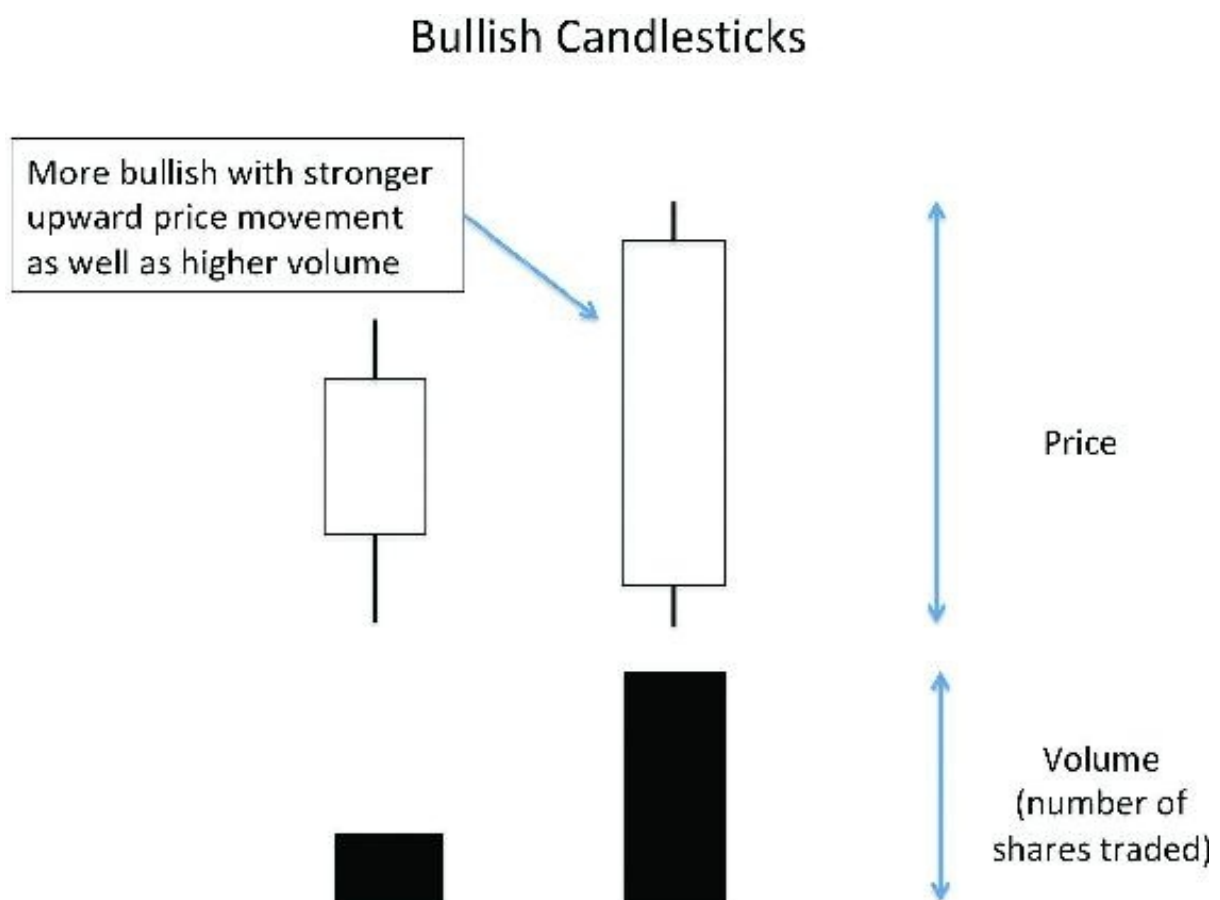 Bullish Candlesticks
More bullish with stronger
upward price movement
as well as higher volume
Price
Volume
(number of
shares traded)